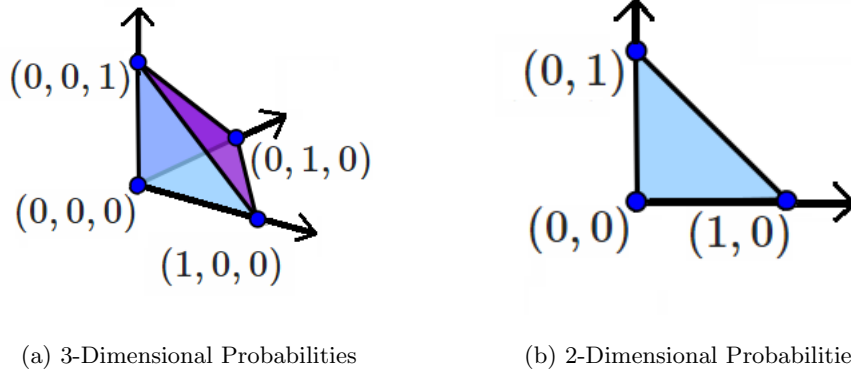 (0, 0, 1)
(0, 1, 0)
(0, 0, 0)
(1, 0, 0)
(a) 3-Dimensional Probabilities
(0, 1)
(0, 0)
(1, 0)
(b) 2-Dimensional Probabilitie